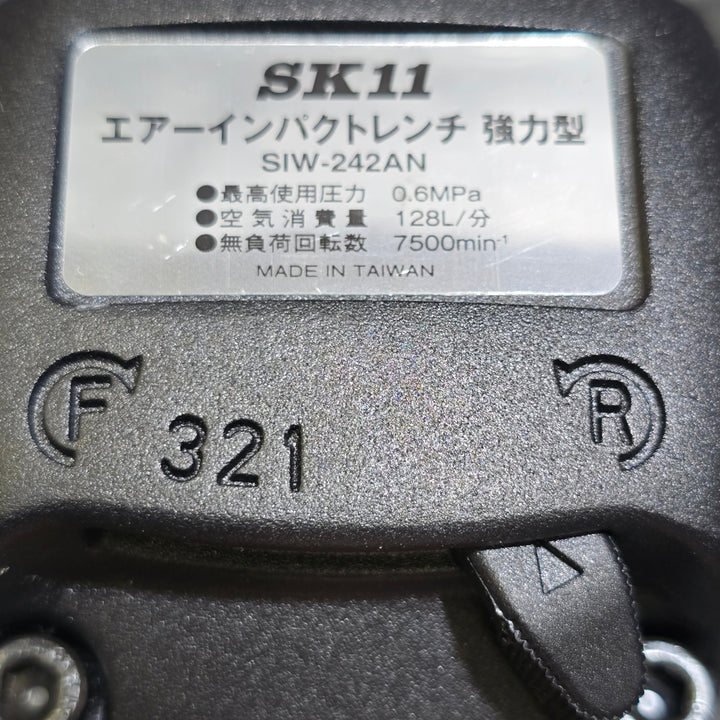 SK11
エアーインパクトレンチ 強力型
SIW-242AN
●最高使用圧力 0.6MPa
●空気消費量 128L/分
●無負荷回転数 7500min⁻¹
MADE IN TAIWAN
F 321 R